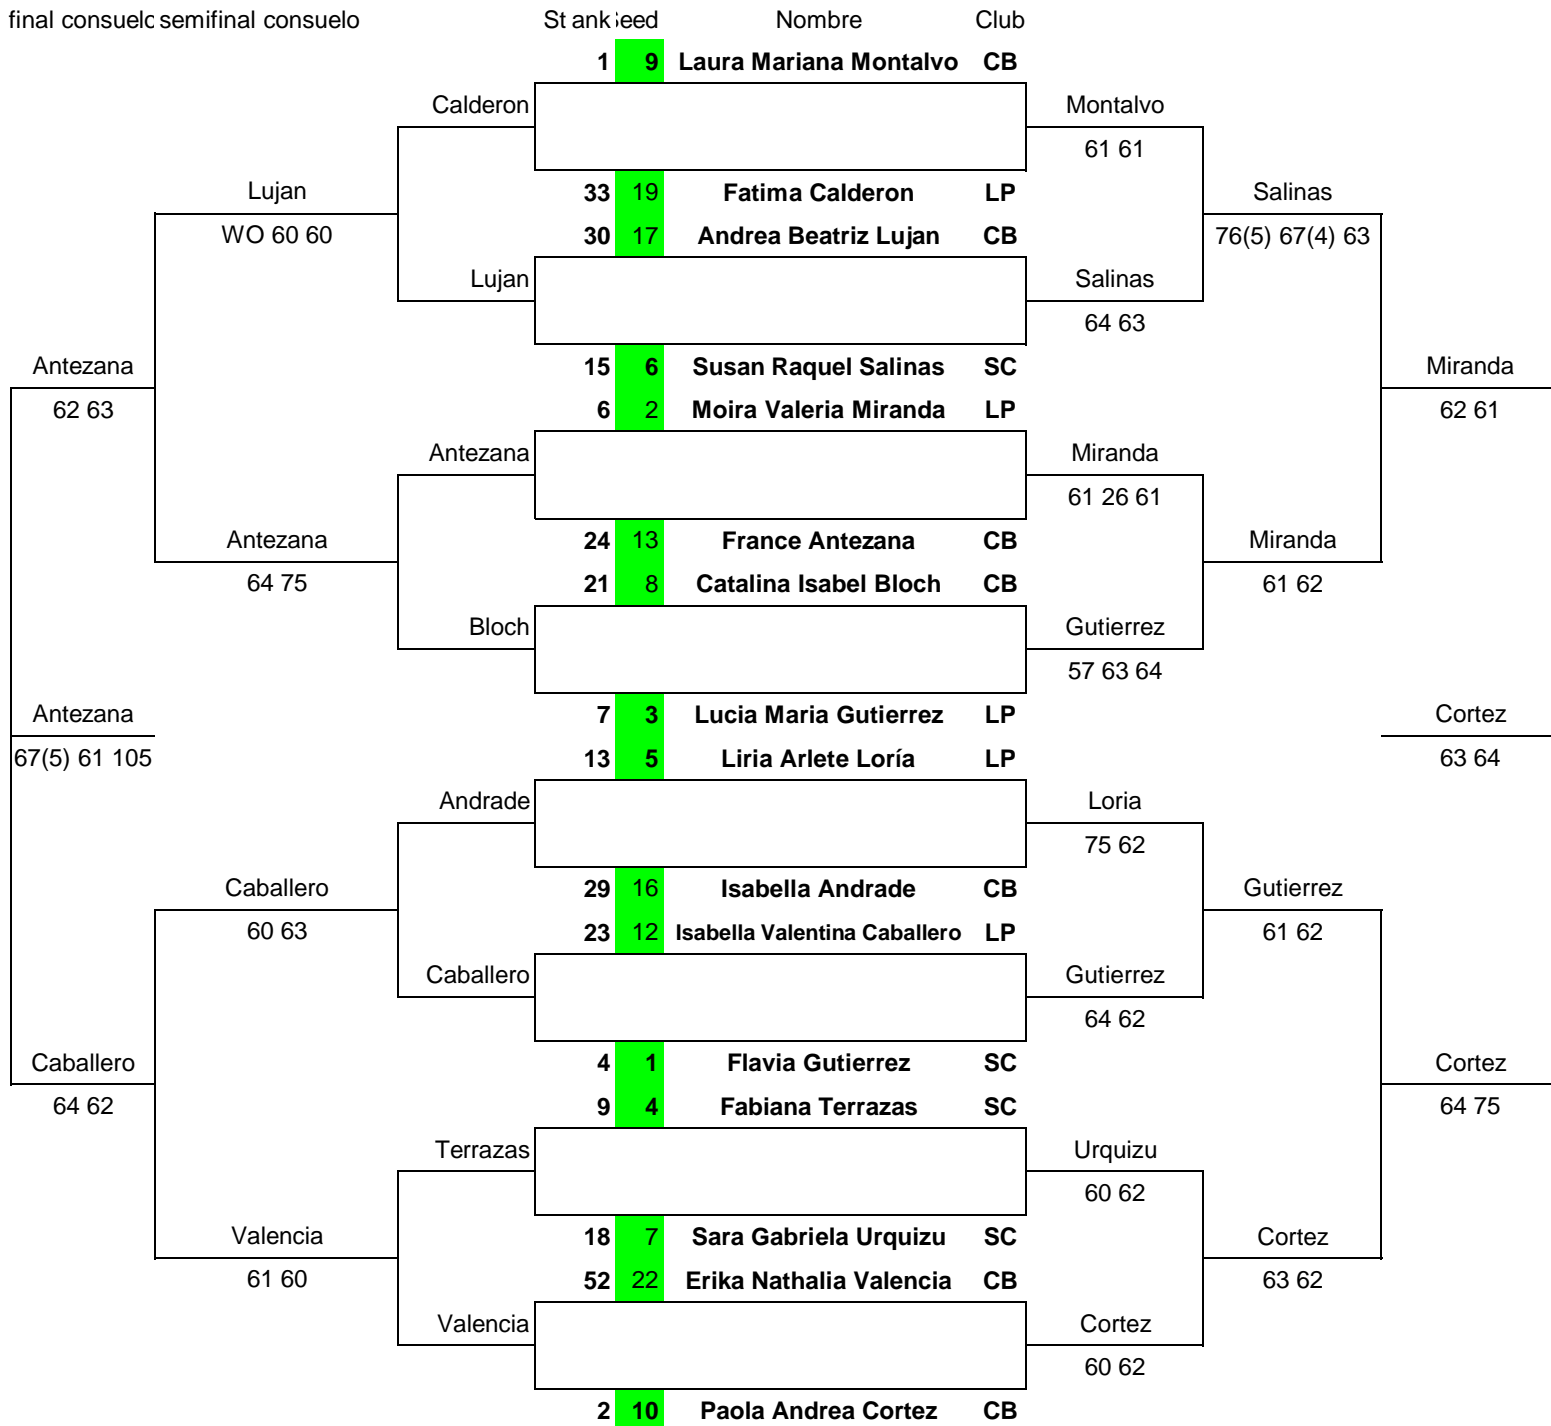 final consuelo semifinal consuelo St ank Seed Nombre Club
1 9 Laura Mariana Montalvo CB
Calderon Montalvo
61 61
Lujan 33 19 Fatima Calderon LP Salinas
WO 60 60 30 17 Andrea Beatriz Lujan CB 76(5) 67(4) 63
Lujan Salinas
64 63
Antezana 15 6 Susan Raquel Salinas SC Miranda
62 63 6 2 Moira Valeria Miranda LP 62 61
Antezana Miranda
61 26 61
Antezana 24 13 France Antezana CB Miranda
64 75 21 8 Catalina Isabel Bloch CB 61 62
Bloch Gutierrez
57 63 64
Antezana 7 3 Lucia Maria Gutierrez LP Cortez
67(5) 61 105 13 5 Liria Arlete Loría LP 63 64
Andrade Loria
75 62
Caballero 29 16 Isabella Andrade CB Gutierrez
60 63 23 12 Isabella Valentina Caballero LP 61 62
Caballero Gutierrez
64 62
Caballero 4 1 Flavia Gutierrez SC Cortez
64 62 9 4 Fabiana Terrazas SC 64 75
Terrazas Urquizu
60 62
Valencia 18 7 Sara Gabriela Urquizu SC Cortez
61 60 52 22 Erika Nathalia Valencia CB 63 62
Valencia Cortez
60 62
2 10 Paola Andrea Cortez CB